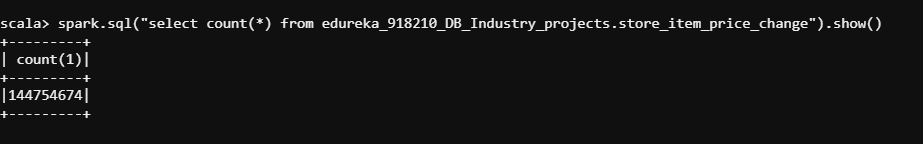 scala> spark.sql("select count(*) from edureka_918210_DB_Industry_projects.store_item_price_change").show()
+---------+
| count(1)|
+---------+
|144754674|
+---------+